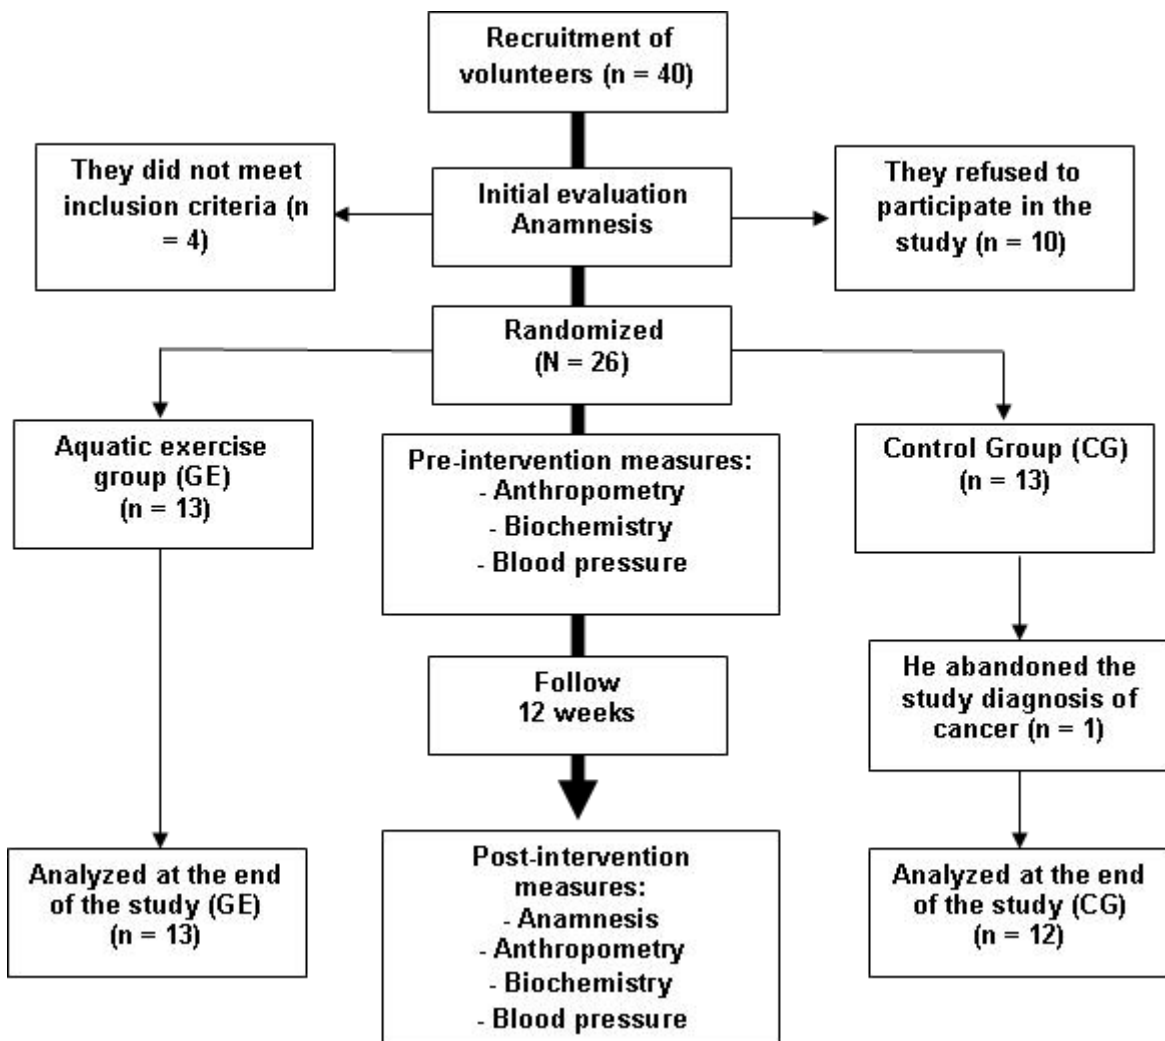 Recruitment of
volunteers (n = 40)
They did not meet
inclusion criteria (n
= 4)
Initial evaluation
Anamnesis
They refused to
participate in the
study (n = 10)
Randomized
(N = 26)
Aquatic exercise
group (GE)
(n = 13)
Pre-intervention measures:
- Anthropometry
- Biochemistry
- Blood pressure
Control Group (CG)
(n = 13)
Follow
12 weeks
He abandoned the
study diagnosis of
cancer (n = 1)
Analyzed at the end
of the study (GE)
(n = 13)
Post-intervention
measures:
- Anamnesis
- Anthropometry
- Biochemistry
- Blood pressure
Analyzed at the end
of the study (CG)
(n = 12)